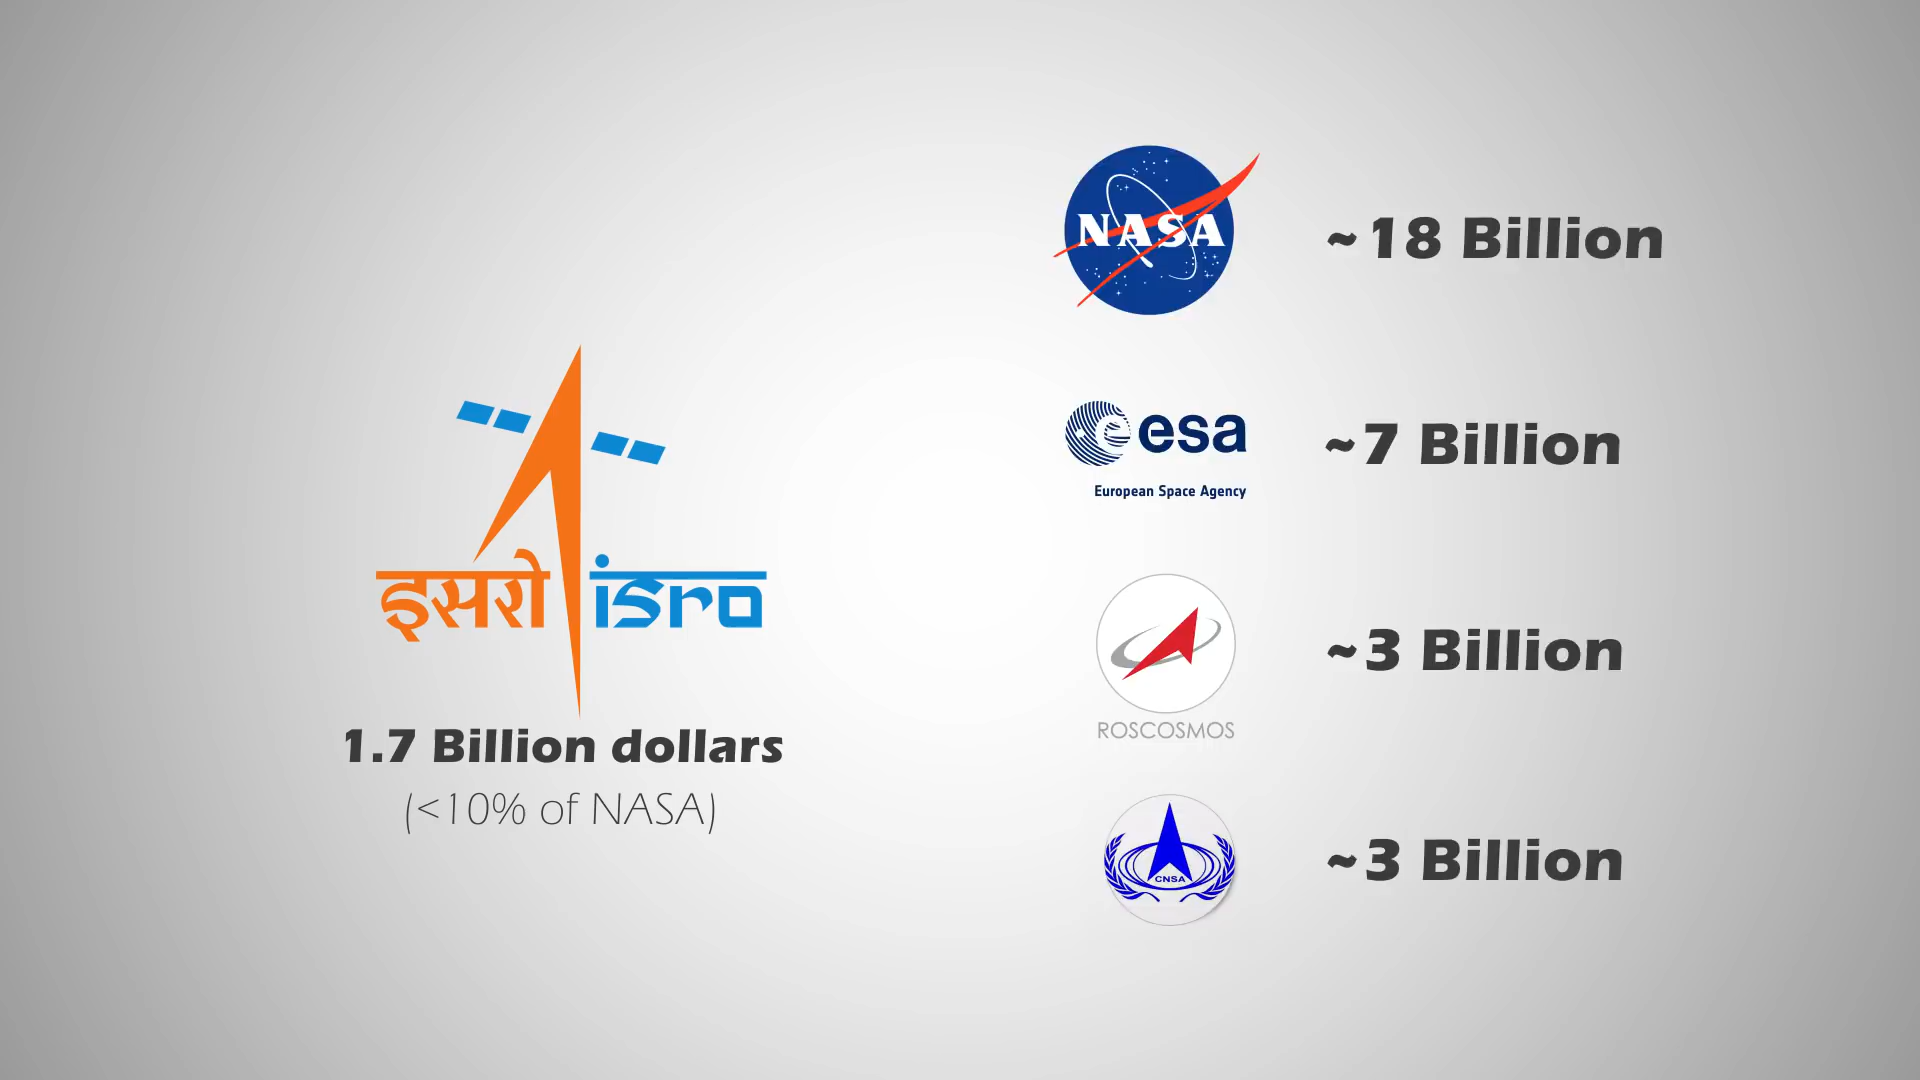 इसरो isro
1.7 Billion dollars
(<10% of NASA)
NASA
~18 Billion
esa
European Space Agency
~7 Billion
ROSCOSMOS
~3 Billion
CNSA
~3 Billion